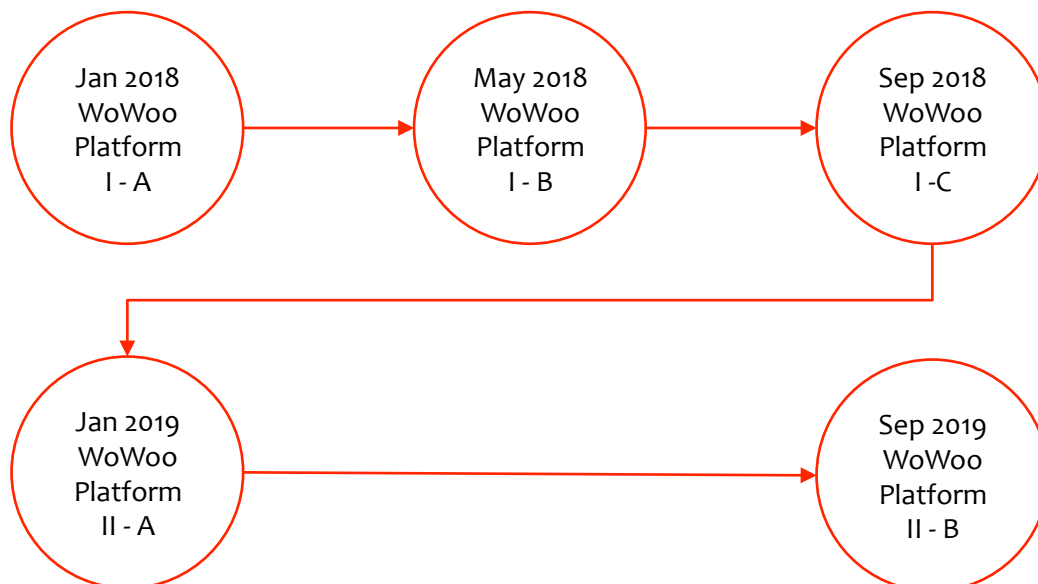 Jan 2018
WoWoo
Platform
I - A
May 2018
WoWoo
Platform
I - B
Sep 2018
WoWoo
Platform
I -C
Jan 2019
WoWoo
Platform
II - A
Sep 2019
WoWoo
Platform
II - B